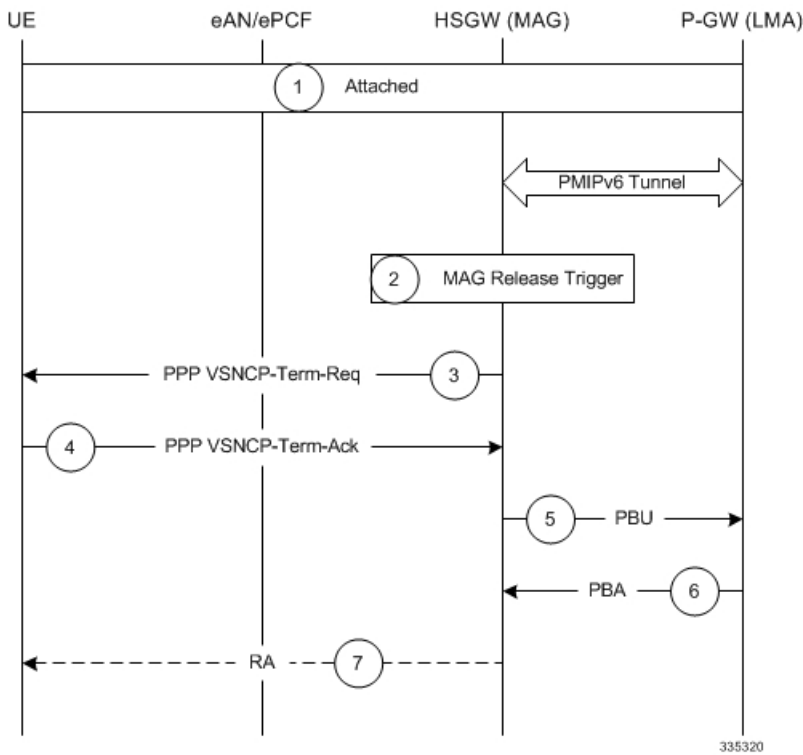 UE eAN/ePCF HSGW (MAG) P-GW (LMA)
1 Attached
PMIPv6 Tunnel
2 MAG Release Trigger
PPP VSNCP-Term-Req 3
4 PPP VSNCP-Term-Ack
5 PBU
PBA 6
RA 7
335320